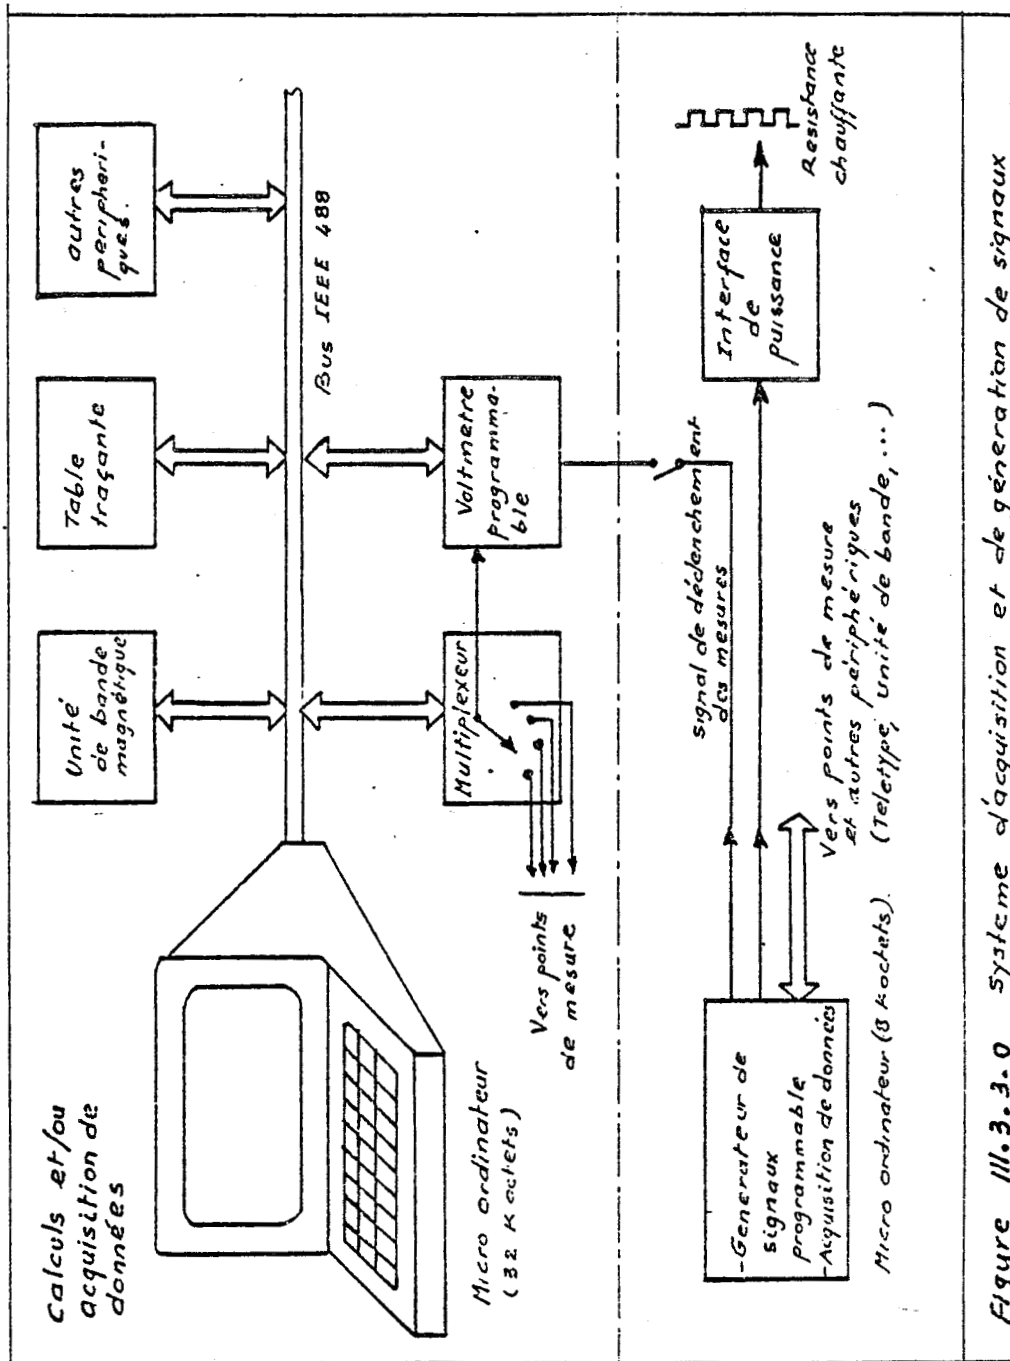 Calculs et/ou
acquisition de
données
Micro ordinateur
(32 K octets)
Unité
de bande
magnétique
Table
traçante
autres
peripheri-
ques.
Bus IEEE 488
Multiplexeur
Voltmetre
programma-
ble
Vers points
de mesure
signal de déclenchement
des mesures
-Generateur de
signaux
programmable
-Acquisition de données
Micro ordinateur (8 K octets).
Vers points de mesure
et autres périphériques
(Teletype, unité de bande,...)
Interface
de
puissance
Resistance
chauffante
Figure III.3.3.0 Systeme d'acquisition et de géneration de signaux